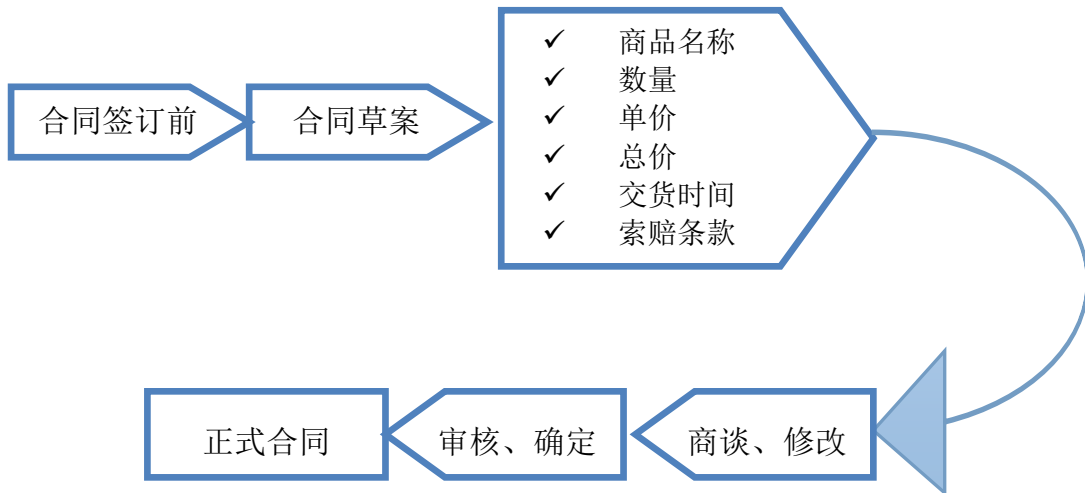 合同签订前
合同草案
✓ 商品名称
✓ 数量
✓ 单价
✓ 总价
✓ 交货时间
✓ 索赔条款
商谈、修改
审核、确定
正式合同